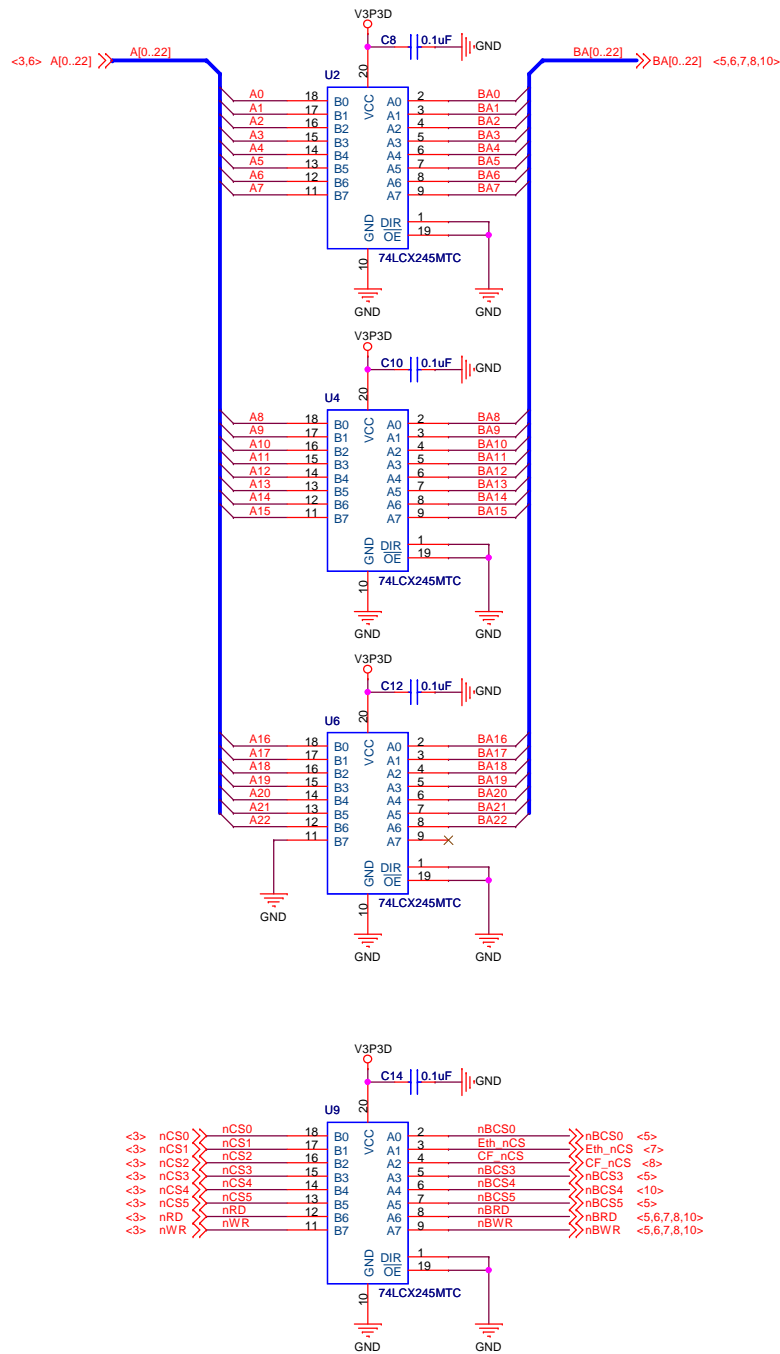 V3P3D
C8 0.1uF GND
<3,6> A[0..22] A[0..22] BA[0..22] BA[0..22] <5,6,7,8,10>
20
U2
A0 18 B0 VCC A0 2 BA0
A1 17 B1 A1 3 BA1
A2 16 B2 A2 4 BA2
A3 15 B3 A3 5 BA3
A4 14 B4 A4 6 BA4
A5 13 B5 A5 7 BA5
A6 12 B6 A6 8 BA6
A7 11 B7 A7 9 BA7
GND DIR 1
OE 19
10 74LCX245MTC
GND GND
V3P3D
C10 0.1uF GND
20
U4
A8 18 B0 VCC A0 2 BA8
A9 17 B1 A1 3 BA9
A10 16 B2 A2 4 BA10
A11 15 B3 A3 5 BA11
A12 14 B4 A4 6 BA12
A13 13 B5 A5 7 BA13
A14 12 B6 A6 8 BA14
A15 11 B7 A7 9 BA15
GND DIR 1
OE 19
10 74LCX245MTC
GND GND
V3P3D
C12 0.1uF GND
20
U6
A16 18 B0 VCC A0 2 BA16
A17 17 B1 A1 3 BA17
A18 16 B2 A2 4 BA18
A19 15 B3 A3 5 BA19
A20 14 B4 A4 6 BA20
A21 13 B5 A5 7 BA21
A22 12 B6 A6 8 BA22
11 B7 A7 9
GND DIR 1
OE 19
10 74LCX245MTC
GND
GND GND
V3P3D
C14 0.1uF GND
20
U9
<3> nCS0 nCS0 18 B0 VCC A0 2 nBCS0 nBCS0 <5>
<3> nCS1 nCS1 17 B1 A1 3 Eth_nCS Eth_nCS <7>
<3> nCS2 nCS2 16 B2 A2 4 CF_nCS CF_nCS <8>
<3> nCS3 nCS3 15 B3 A3 5 nBCS3 nBCS3 <5>
<3> nCS4 nCS4 14 B4 A4 6 nBCS4 nBCS4 <10>
<3> nCS5 nCS5 13 B5 A5 7 nBCS5 nBCS5 <5>
<3> nRD nRD 12 B6 A6 8 nBRD nBRD <5,6,7,8,10>
<3> nWR nWR 11 B7 A7 9 nBWR nBWR <5,6,7,8,10>
GND DIR 1
OE 19
10 74LCX245MTC
GND GND